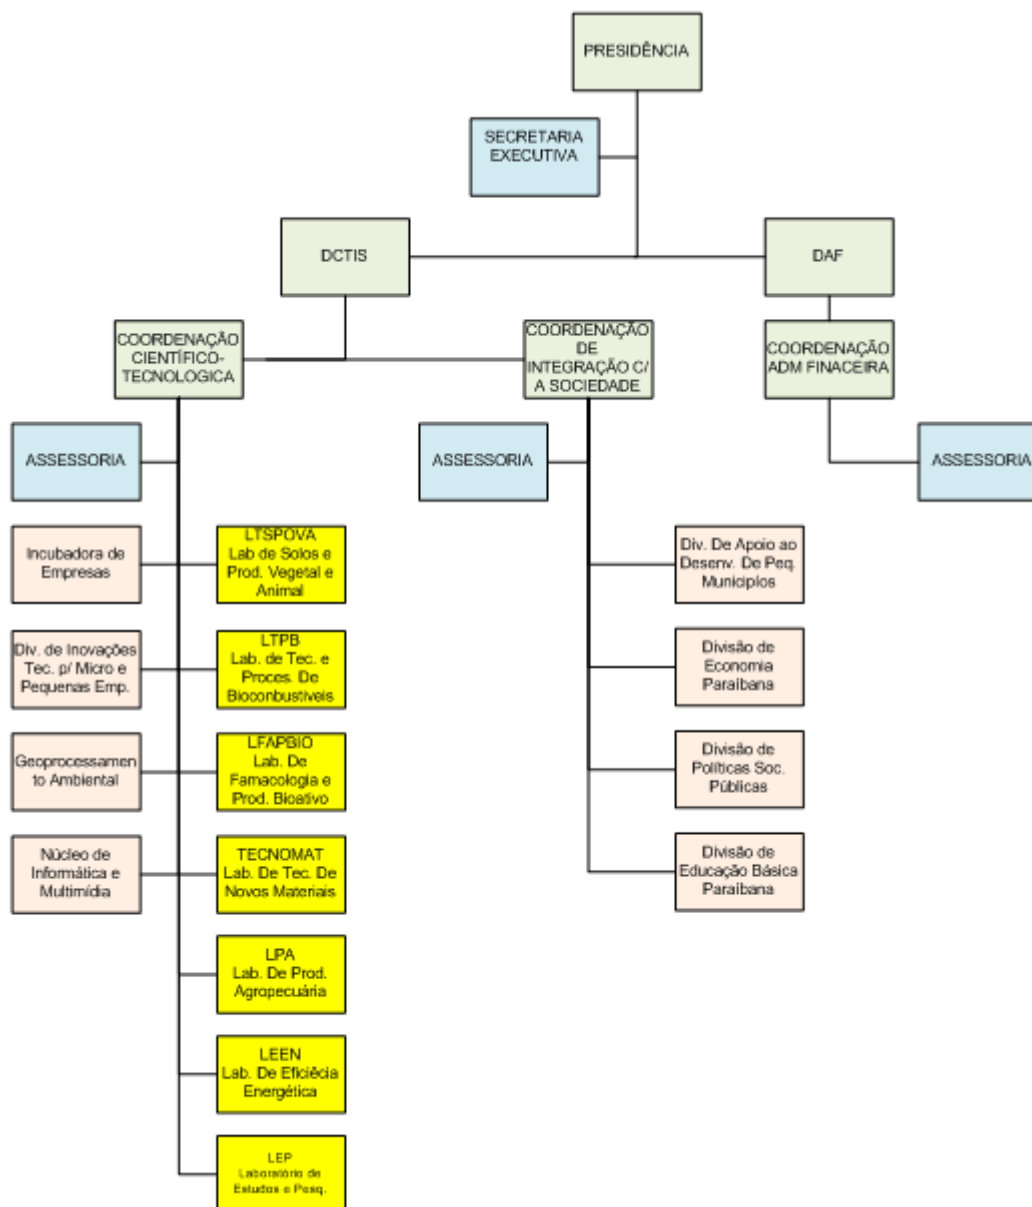 PRESIDÊNCIA
SECRETARIA
EXECUTIVA
DCTIS
DAF
COORDENAÇÃO
CIENTÍFICO-
TECNOLOGICA
COORDENAÇÃO
DE
INTEGRAÇÃO C/
A SOCIEDADE
COORDENAÇÃO
ADM FINACEIRA
ASSESSORIA
ASSESSORIA
ASSESSORIA
Incubadora de
Empresas
LTSPOVA
Lab de Solos e
Prod. Vegetal e
Animal
Div. De Apoio ao
Desenv. De Peq.
Municiplos
Div. de Inovações
Tec. p/ Micro e
Pequenas Emp.
LTPB
Lab. de Tec. e
Proces. De
Bioconbustiveis
Divisão de
Economia
Paraíbana
Geoprocessamen
to Ambiental
LFAPBIO
Lab. De
Famacologia e
Prod. Bioativo
Divisão de
Políticas Soc.
Públicas
Núcleo de
Informática e
Multimídia
TECNOMAT
Lab. De Tec. De
Novos Materiais
Divisão de
Educação Básica
Paraíbana
LPA
Lab. De Prod.
Agropecuária
LEEN
Lab. De Eficiêcia
Energética
LEP
Laboratório de
Estudos e Pesq.